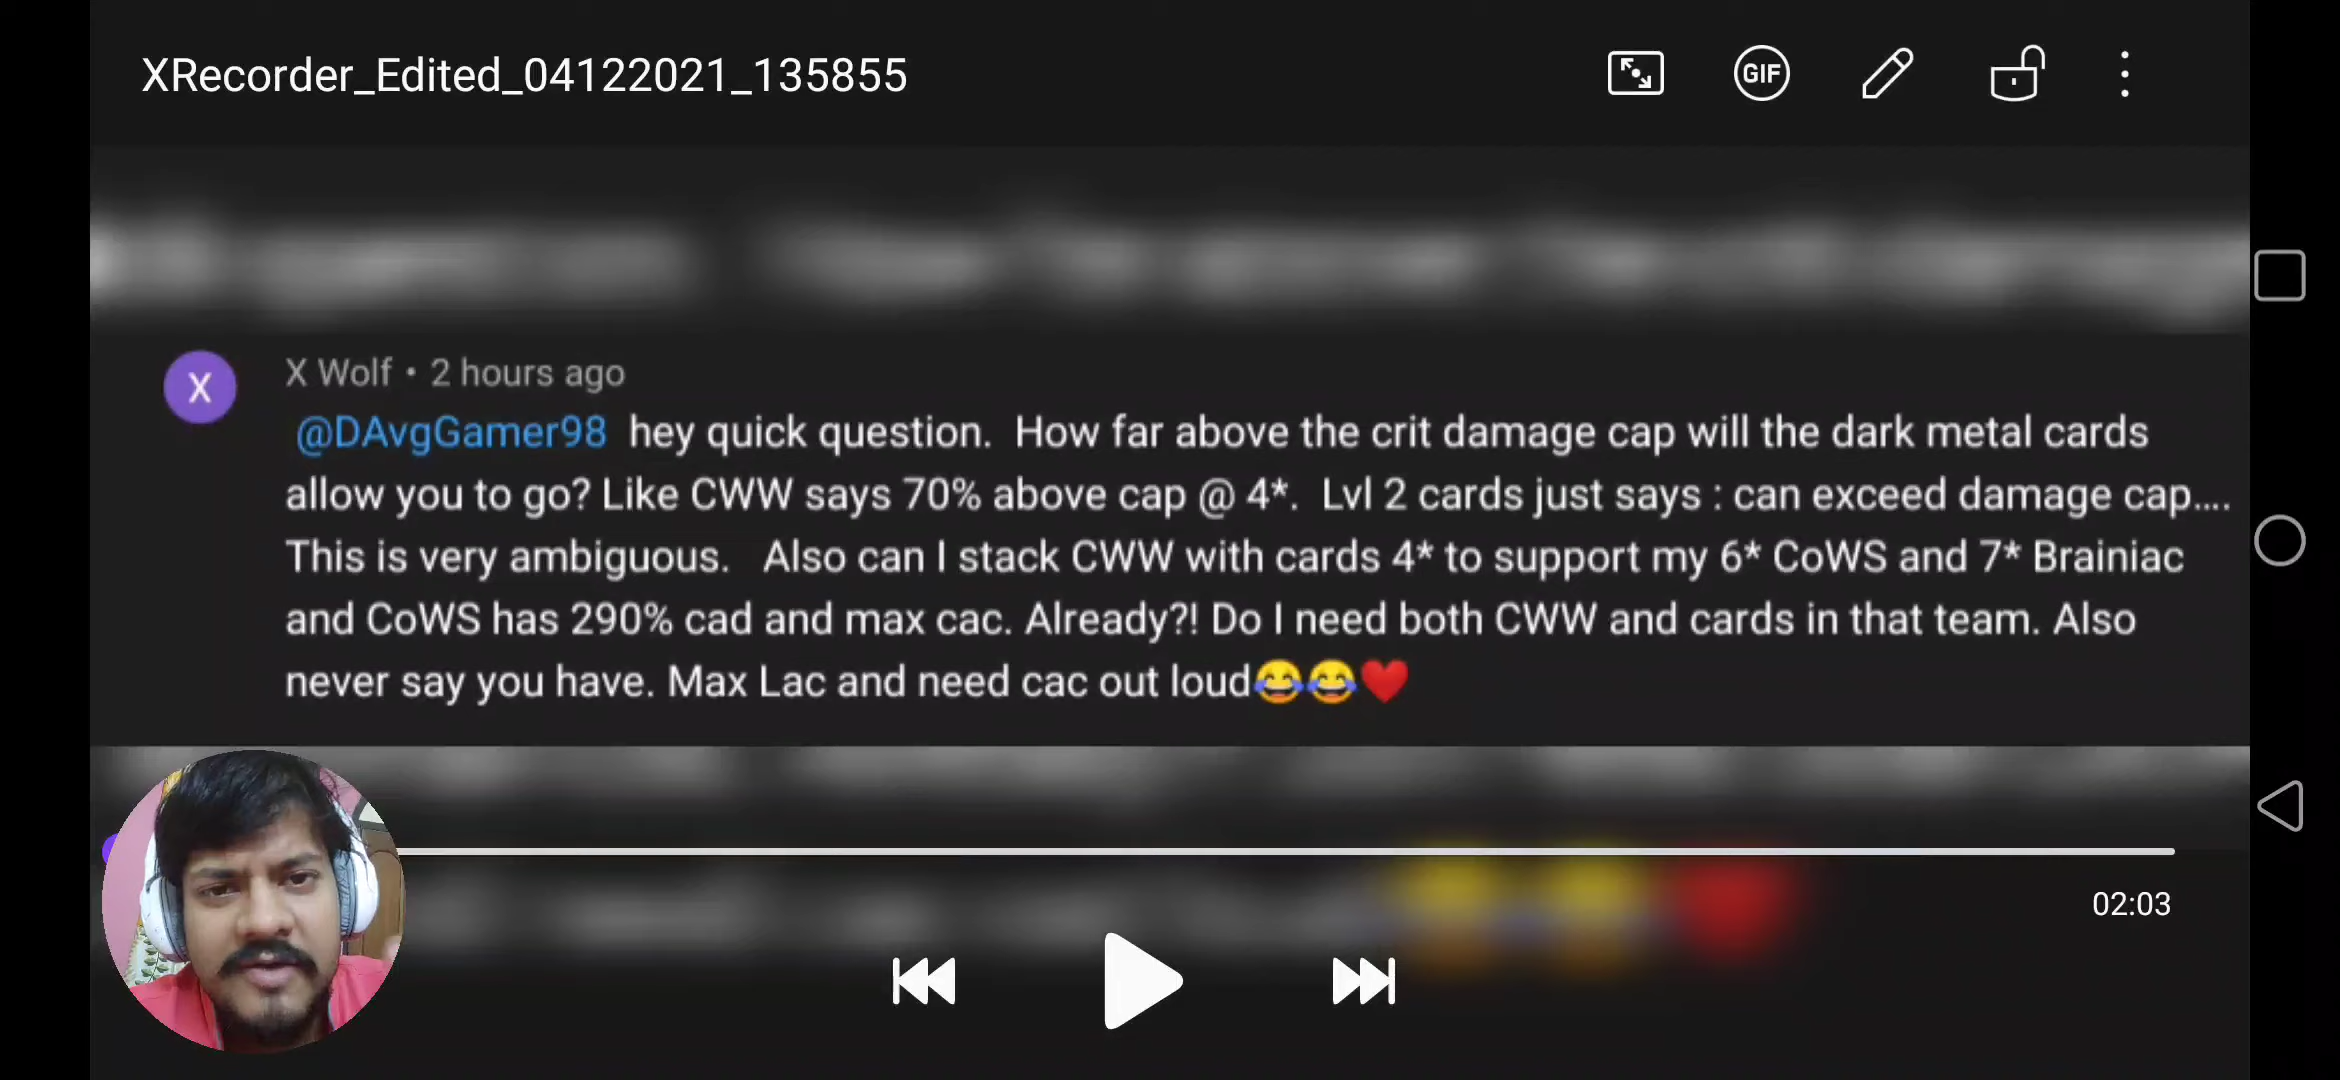 XRecorder_Edited_04122021_135855
GIF
X
X Wolf • 2 hours ago
@DAvgGamer98 hey quick question. How far above the crit damage cap will the dark metal cards
allow you to go? Like CWW says 70% above cap @ 4*. Lvl 2 cards just says : can exceed damage cap....
This is very ambiguous. Also can I stack CWW with cards 4* to support my 6* CoWS and 7* Brainiac
and CoWS has 290% cad and max cac. Already?! Do I need both CWW and cards in that team. Also
never say you have. Max Lac and need cac out loud😂😂❤️
02:03